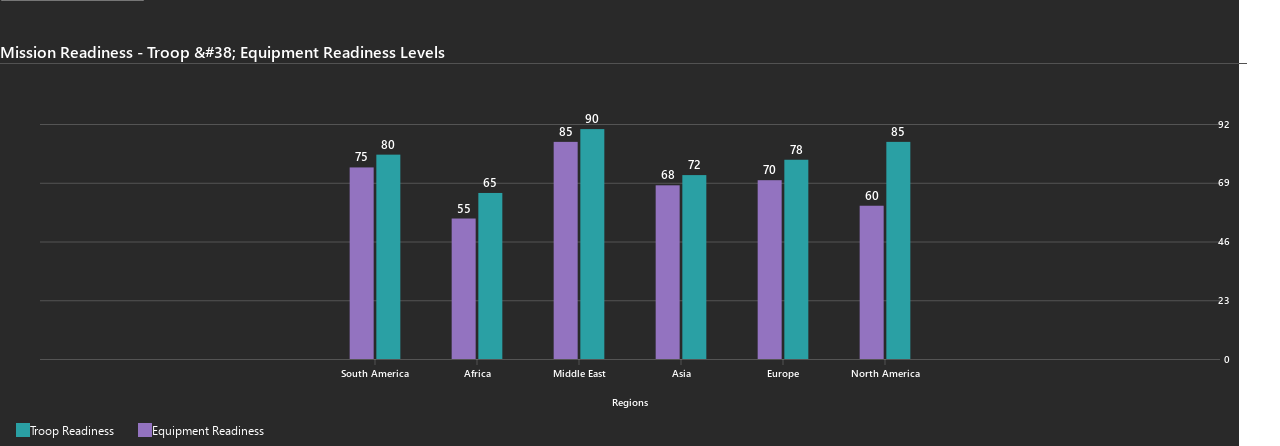 Mission Readiness - Troop &#38; Equipment Readiness Levels
90
92
85
85
80
78
75
72
70
69
68
65
60
55
46
23
0
South America
Africa
Middle East
Asia
Europe
North America
Regions
Troop Readiness
Equipment Readiness